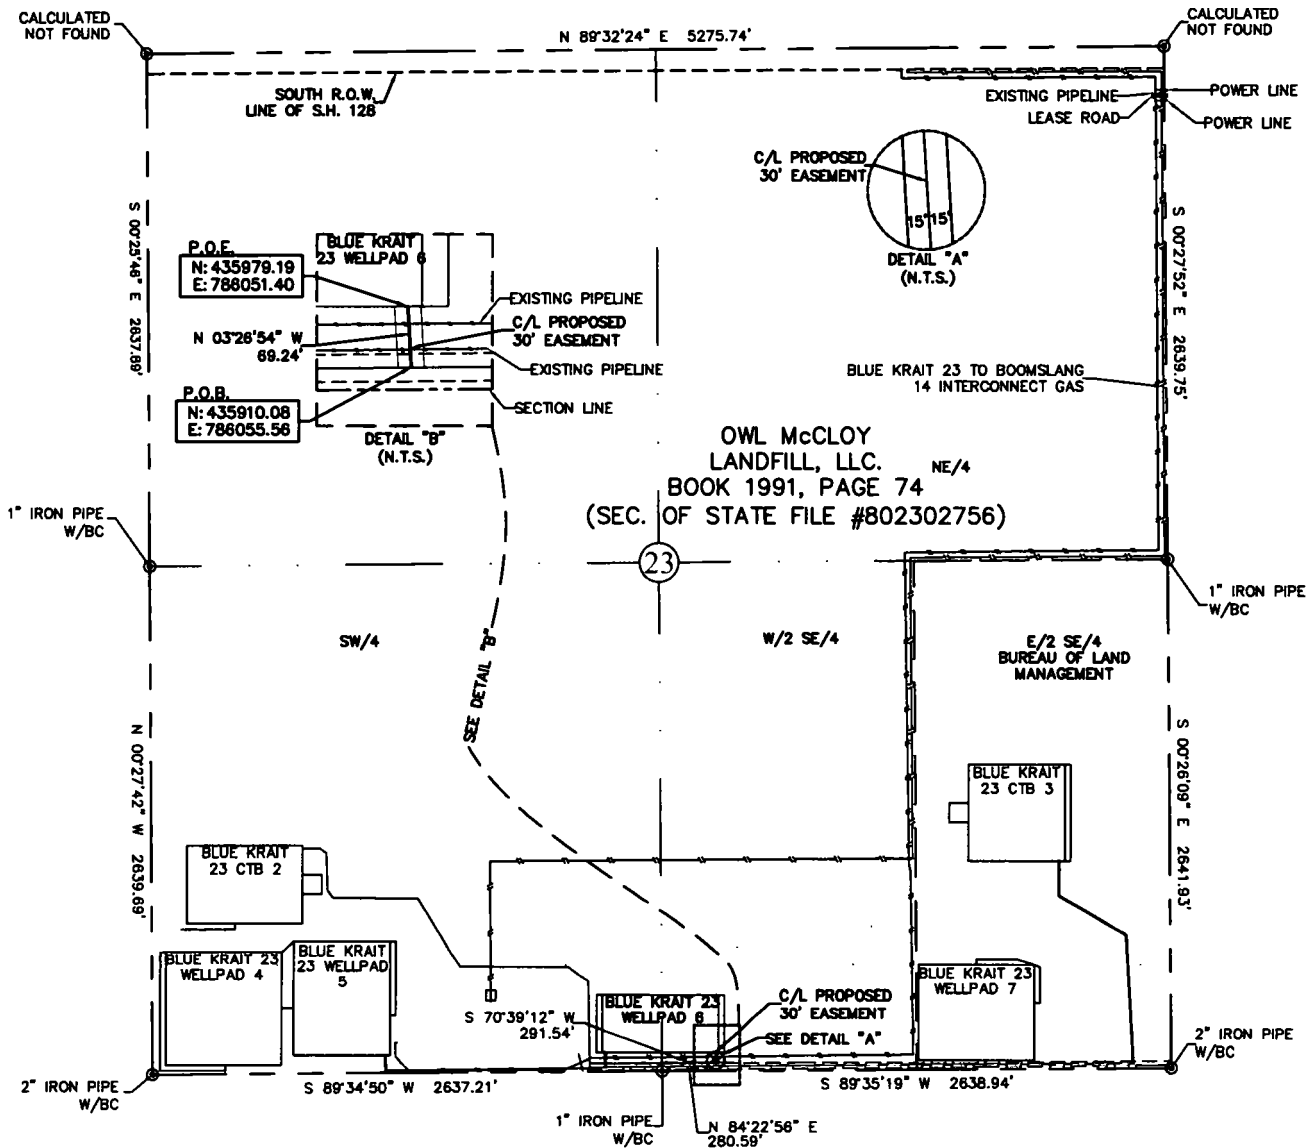 CALCULATED
NOT FOUND
N 89°32'24" E 5275.74'
CALCULATED
NOT FOUND
SOUTH R.O.W.
LINE OF S.H. 128
EXISTING PIPELINE
POWER LINE
LEASE ROAD
POWER LINE
C/L PROPOSED
30' EASEMENT
15' 15'
DETAIL "A"
(N.T.S.)
S 00°25'46" E 2637.89'
S 00°27'52" E 2639.75'
P.O.E.
N: 435979.19
E: 786051.40
BLUE KRAIT
23 WELLPAD 6
EXISTING PIPELINE
N 03°26'54" W
69.24'
C/L PROPOSED
30' EASEMENT
EXISTING PIPELINE
P.O.B.
N: 435910.08
E: 786055.56
SECTION LINE
DETAIL "B"
(N.T.S.)
BLUE KRAIT 23 TO BOOMSLANG
14 INTERCONNECT GAS
OWL McCLOY
LANDFILL, LLC.
NE/4
BOOK 1991, PAGE 74
(SEC. OF STATE FILE #802302756)
1" IRON PIPE
W/BC
23
1" IRON PIPE
W/BC
SW/4
W/2 SE/4
E/2 SE/4
BUREAU OF LAND
MANAGEMENT
SEE DETAIL "B"
N 00°27'42" W 2639.69'
S 00°26'09" E 2641.93'
BLUE KRAIT
23 CTB 3
BLUE KRAIT
23 CTB 2
BLUE KRAIT 23
WELLPAD 4
BLUE KRAIT
23 WELLPAD
5
BLUE KRAIT 23
WELLPAD 6
BLUE KRAIT 23
WELLPAD 7
S 70°39'12" W
291.54'
C/L PROPOSED
30' EASEMENT
SEE DETAIL "A"
2" IRON PIPE
W/BC
2" IRON PIPE
W/BC
S 89°34'50" W 2637.21'
S 89°35'19" W 2638.94'
1" IRON PIPE
W/BC
N 84°22'56" E
280.59'